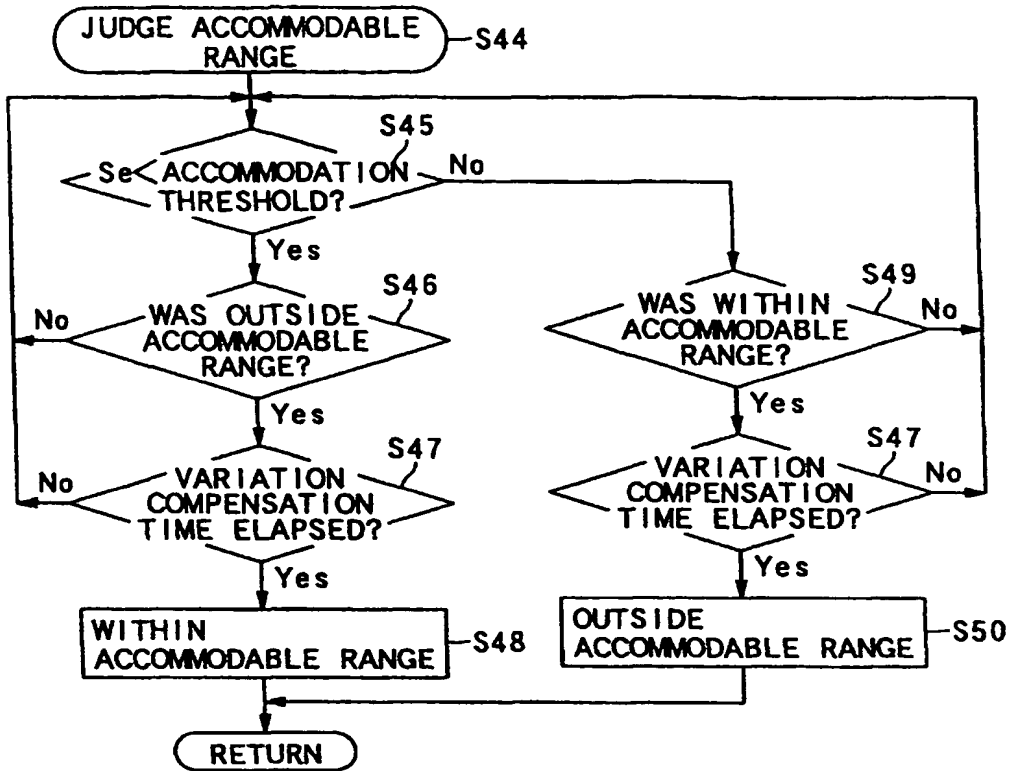 JUDGE ACCOMMODABLE
RANGE
S44
S45
Se<ACCOMMODATION
THRESHOLD?
No
Yes
S46
No
WAS OUTSIDE
ACCOMMODABLE
RANGE?
Yes
S49
WAS WITHIN
ACCOMMODABLE
RANGE?
No
Yes
S47
No
VARIATION
COMPENSATION
TIME ELAPSED?
Yes
S47
VARIATION
COMPENSATION
TIME ELAPSED?
No
Yes
WITHIN
ACCOMMODABLE RANGE
S48
OUTSIDE
ACCOMMODABLE RANGE
S50
RETURN